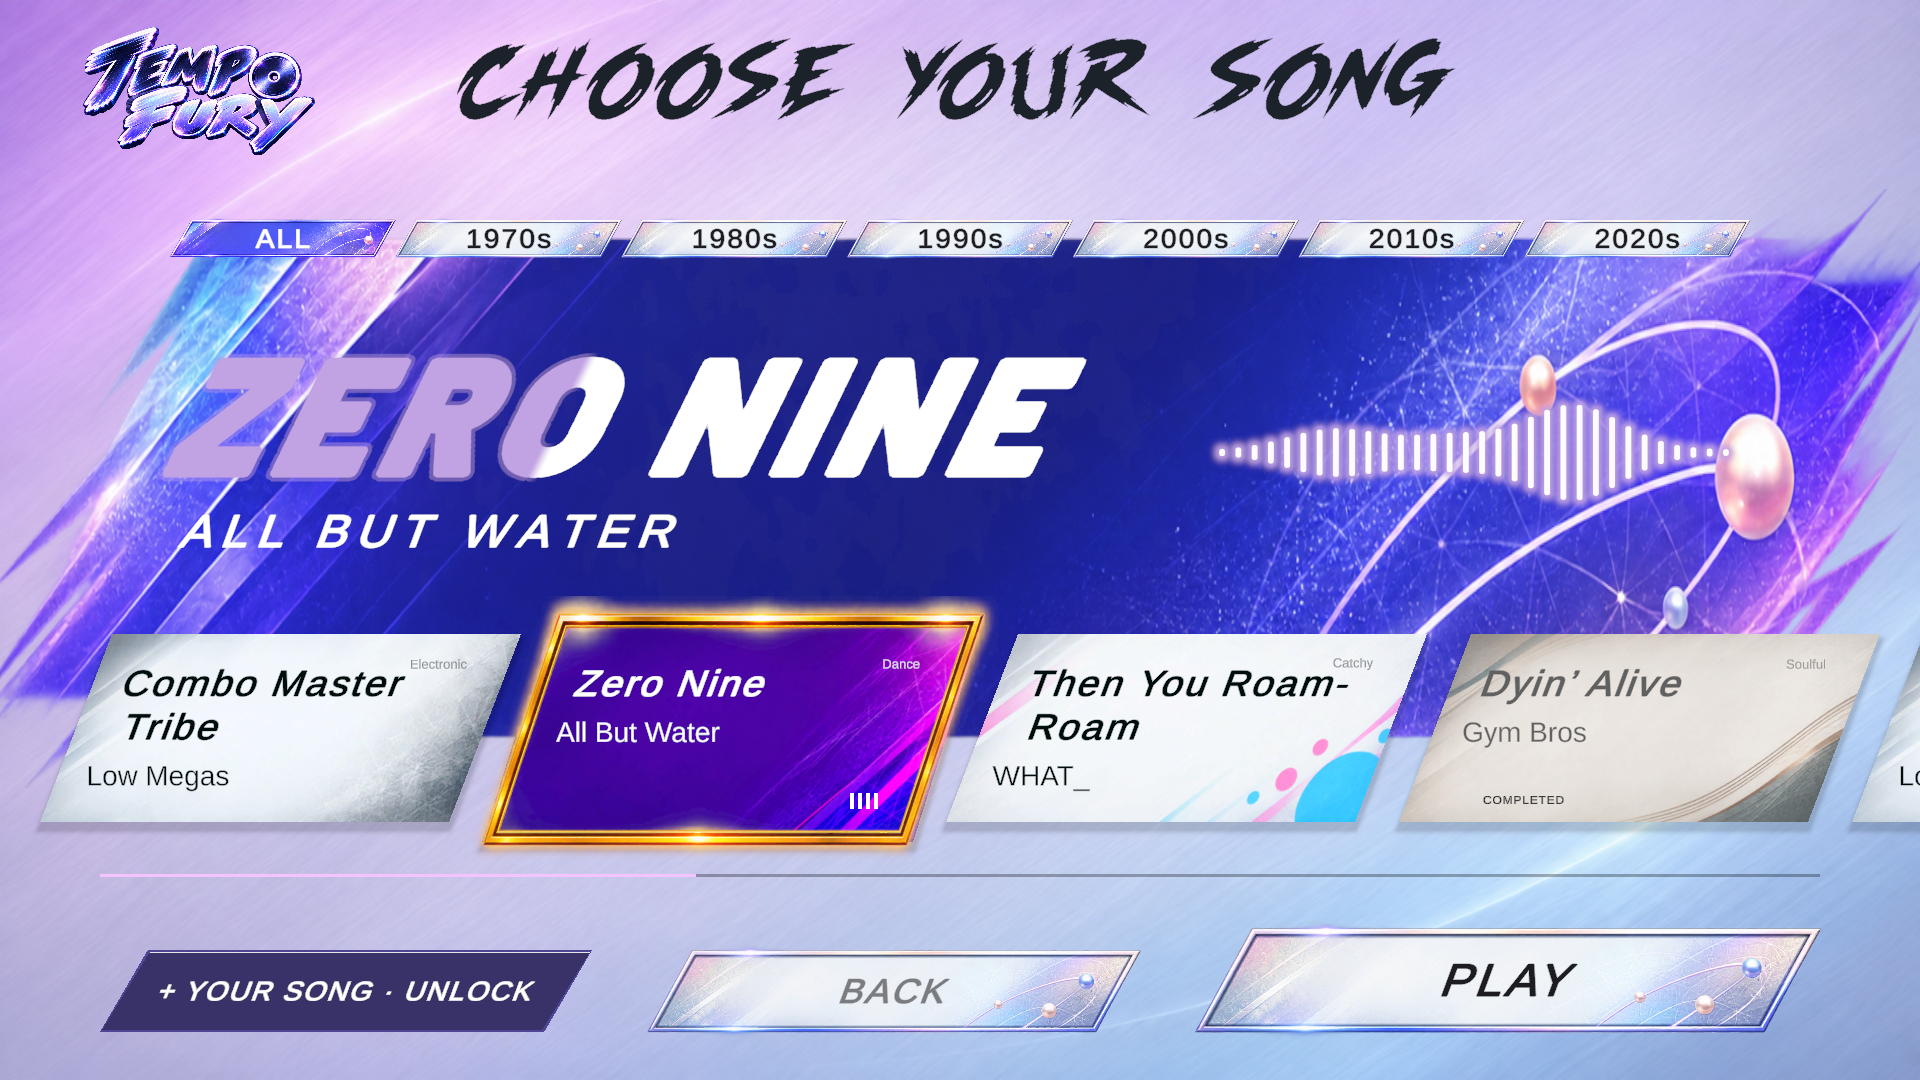 TEMPO
FURY
CHOOSE YOUR SONG
ALL
1970s
1980s
1990s
2000s
2010s
2020s
ZERO NINE
ALL BUT WATER
Electronic
Combo Master
Tribe
Low Megas
Dance
Zero Nine
All But Water
Catchy
Then You Roam-
Roam
WHAT_
Soulful
Dyin’ Alive
Gym Bros
COMPLETED
+ YOUR SONG · UNLOCK
BACK
PLAY